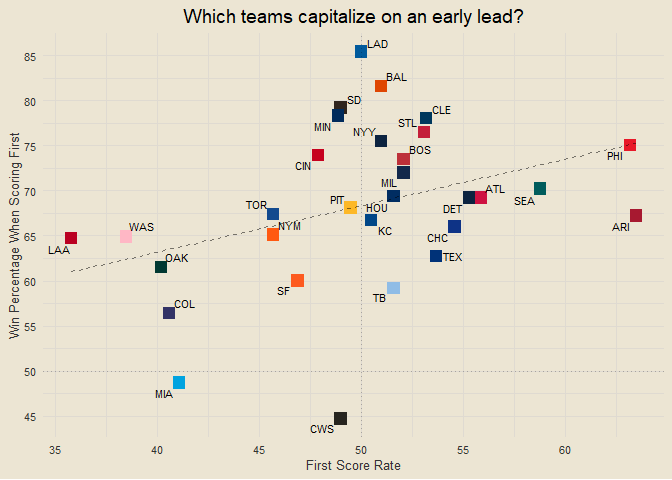 Which teams capitalize on an early lead?
Win Percentage When Scoring First
85
80
75
70
65
60
55
50
45
LAD
BAL
SD
MIN
CLE
STL
NYY
BOS
CIN
PHI
MIL
ATL
DET
SEA
ARI
PIT
HOU
KC
TOR
NYM
CHC
TEX
WAS
LAA
OAK
SF
TB
COL
MIA
CWS
35
40
45
50
55
60
First Score Rate